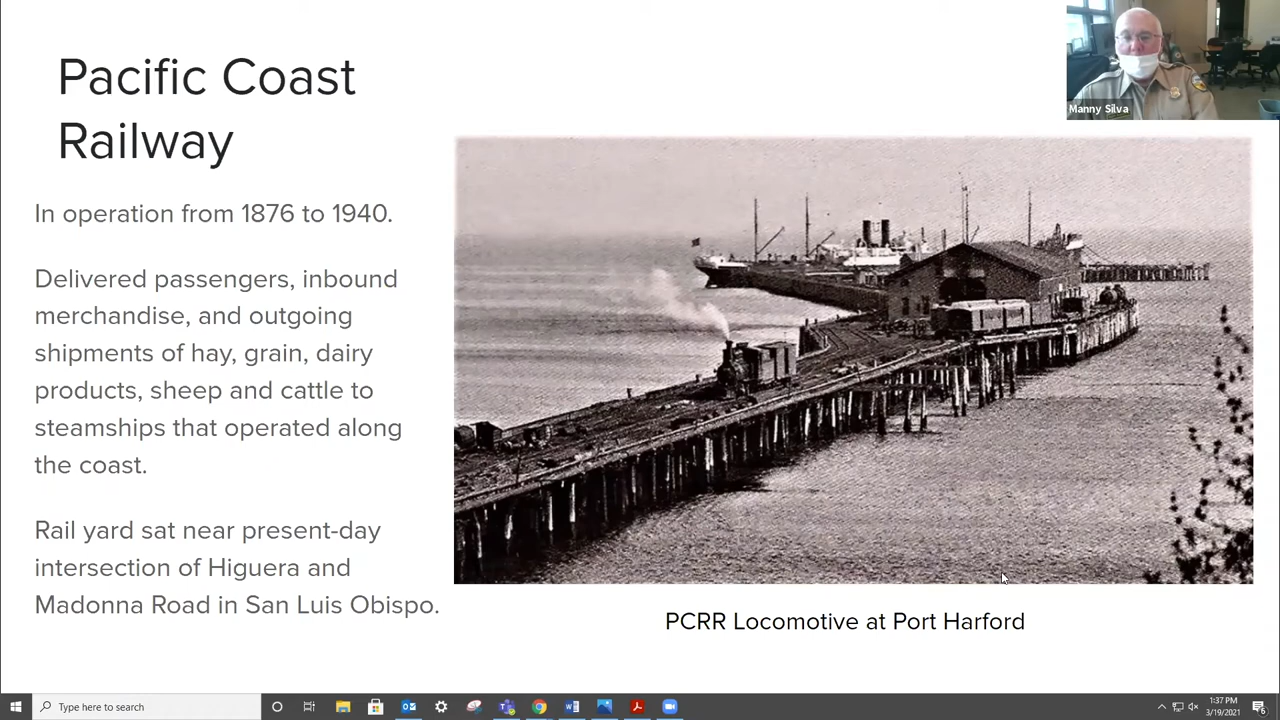 Pacific Coast
Railway
In operation from 1876 to 1940.
Delivered passengers, inbound
merchandise, and outgoing
shipments of hay, grain, dairy
products, sheep and cattle to
steamships that operated along
the coast.
Rail yard sat near present-day
intersection of Higuera and
Madonna Road in San Luis Obispo.
Manny Silva
PCRR Locomotive at Port Harford
Type here to search
1:37 PM
3/19/2021
6